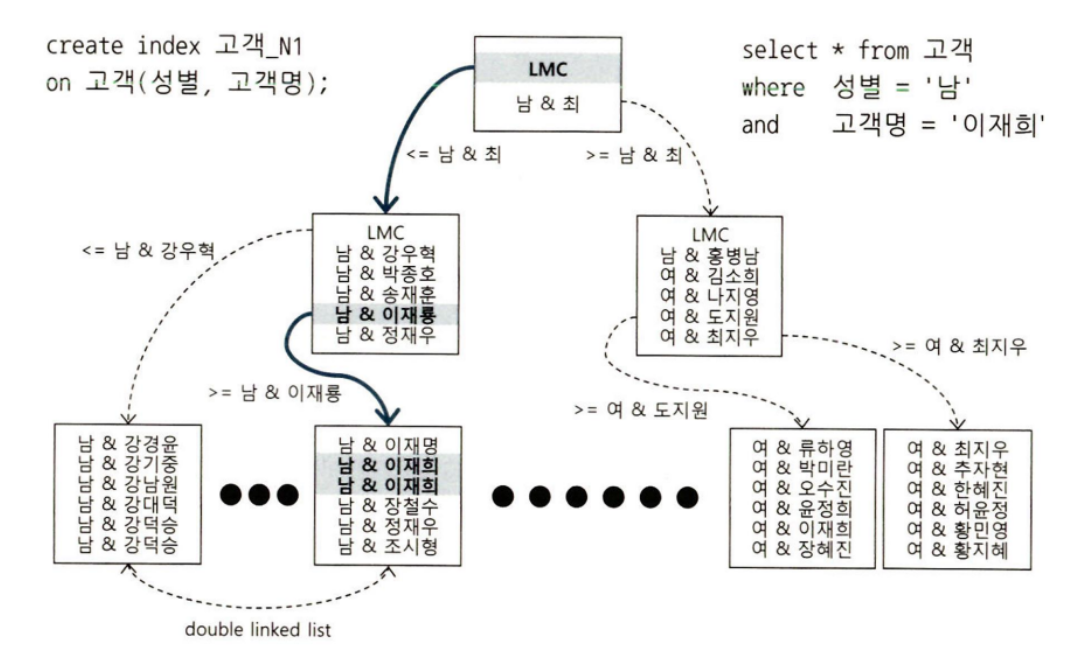 create index 고객_N1
on 고객(성별, 고객명);
select * from 고객
where 성별 = '남'
and 고객명 = '이재희'
LMC
남 & 최
<= 남 & 최
>= 남 & 최
<= 남 & 강우혁
LMC
남 & 강우혁
남 & 박종호
남 & 송재훈
남 & 이재룡
남 & 정재우
LMC
남 & 홍병남
여 & 김소희
여 & 나지영
여 & 도지원
여 & 최지우
>= 남 & 이재룡
>= 여 & 도지원
>= 여 & 최지우
남 & 강경윤
남 & 강기중
남 & 강남원
남 & 강대덕
남 & 강덕승
남 & 강덕승
남 & 이재명
남 & 이재희
남 & 이재희
남 & 장철수
남 & 정재우
남 & 조시형
여 & 류하영
여 & 박미란
여 & 오수진
여 & 윤정희
여 & 이재희
여 & 장혜진
여 & 최지우
여 & 추자현
여 & 한혜진
여 & 허윤정
여 & 황민영
여 & 황지혜
double linked list